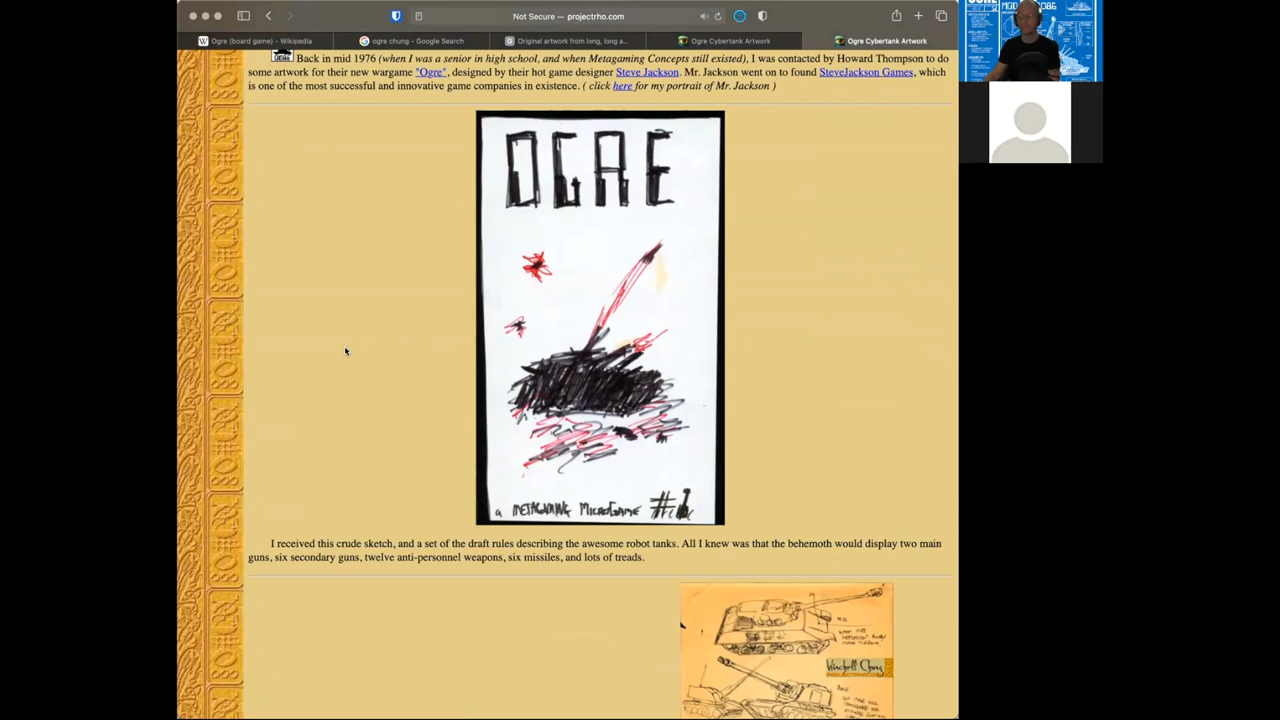 Not Secure — projectrho.com
Ogre (board game) – Wikipedia
ogre chung - Google Search
Original artwork from long, long a...
Ogre Cybertank Artwork
Ogre Cybertank Artwork
Back in mid 1976 (when I was a senior in high school, and when Metagaming Concepts still existed), I was contacted by Howard Thompson to do
some artwork for their new wargame "Ogre", designed by their hot game designer Steve Jackson. Mr. Jackson went on to found SteveJackson Games, which
is one of the most successful and innovative game companies in existence. ( click here for my portrait of Mr. Jackson )
OGRE
a METAGAMING MICROGAME #1
I received this crude sketch, and a set of the draft rules describing the awesome robot tanks. All I knew was that the behemoth would display two main
guns, six secondary guns, twelve anti-personnel weapons, six missiles, and lots of treads.
Winchell Chung